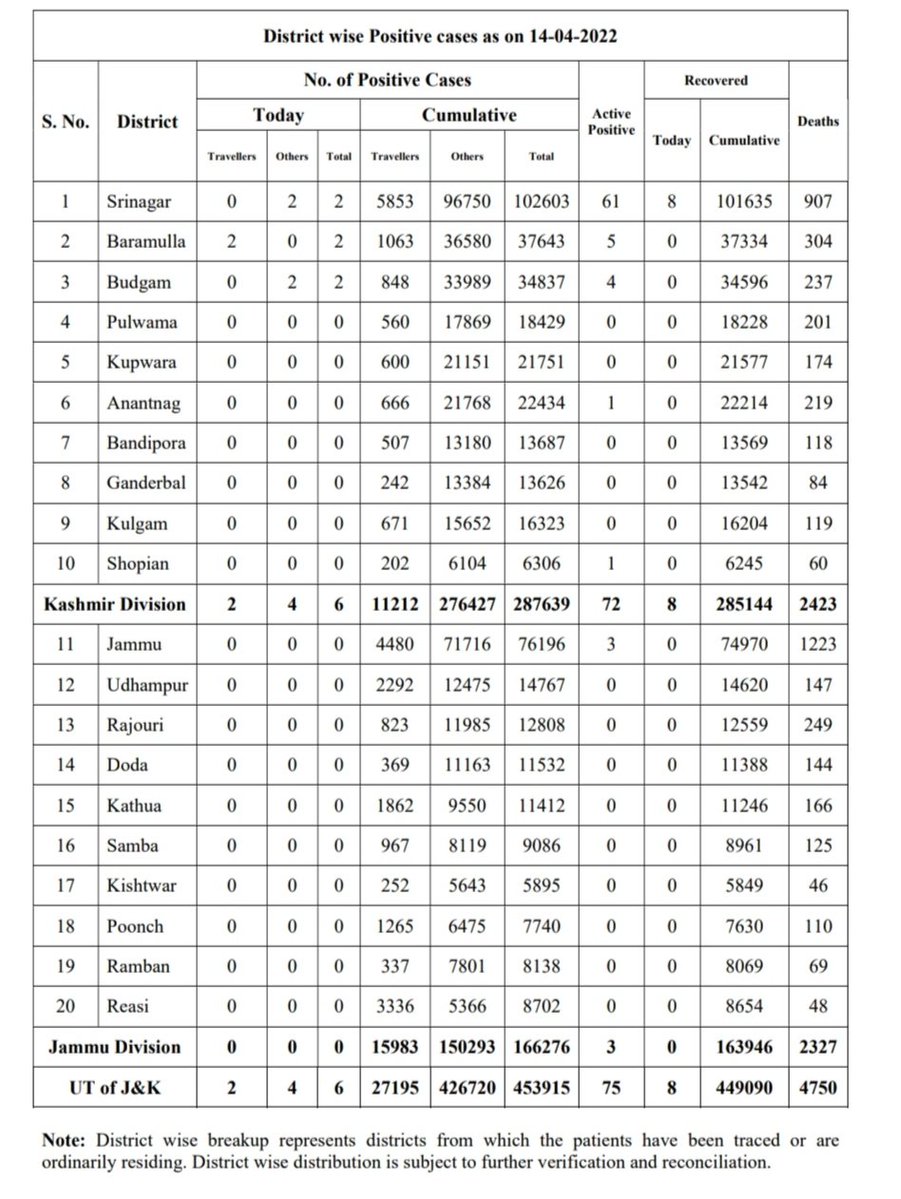 District wise Positive cases as on 14-04-2022
S. No. District No. of Positive Cases Active Positive Recovered Deaths
Today Cumulative Today Cumulative
Travellers Others Total Travellers Others Total
1 Srinagar 0 2 2 5853 96750 102603 61 8 101635 907
2 Baramulla 2 0 2 1063 36580 37643 5 0 37334 304
3 Budgam 0 2 2 848 33989 34837 4 0 34596 237
4 Pulwama 0 0 0 560 17869 18429 0 0 18228 201
5 Kupwara 0 0 0 600 21151 21751 0 0 21577 174
6 Anantnag 0 0 0 666 21768 22434 1 0 22214 219
7 Bandipora 0 0 0 507 13180 13687 0 0 13569 118
8 Ganderbal 0 0 0 242 13384 13626 0 0 13542 84
9 Kulgam 0 0 0 671 15652 16323 0 0 16204 119
10 Shopian 0 0 0 202 6104 6306 1 0 6245 60
Kashmir Division 2 4 6 11212 276427 287639 72 8 285144 2423
11 Jammu 0 0 0 4480 71716 76196 3 0 74970 1223
12 Udhampur 0 0 0 2292 12475 14767 0 0 14620 147
13 Rajouri 0 0 0 823 11985 12808 0 0 12559 249
14 Doda 0 0 0 369 11163 11532 0 0 11388 144
15 Kathua 0 0 0 1862 9550 11412 0 0 11246 166
16 Samba 0 0 0 967 8119 9086 0 0 8961 125
17 Kishtwar 0 0 0 252 5643 5895 0 0 5849 46
18 Poonch 0 0 0 1265 6475 7740 0 0 7630 110
19 Ramban 0 0 0 337 7801 8138 0 0 8069 69
20 Reasi 0 0 0 3336 5366 8702 0 0 8654 48
Jammu Division 0 0 0 15983 150293 166276 3 0 163946 2327
UT of J&K 2 4 6 27195 426720 453915 75 8 449090 4750
Note: District wise breakup represents districts from which the patients have been traced or are
ordinarily residing. District wise distribution is subject to further verification and reconciliation.